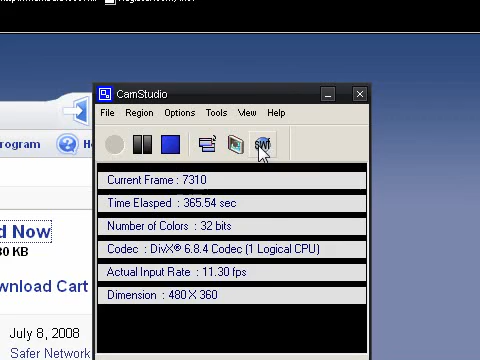 CamStudio
File Region Options Tools View Help
rogram
SWF
Current Frame : 7310
Time Elasped : 365.54 sec
Number of Colors : 32 bits
Codec : DivX® 6.8.4 Codec (1 Logical CPU)
Actual Input Rate : 11.30 fps
Dimension : 480 X 360
d Now
30 KB
wnload Cart
July 8, 2008
Safer Network